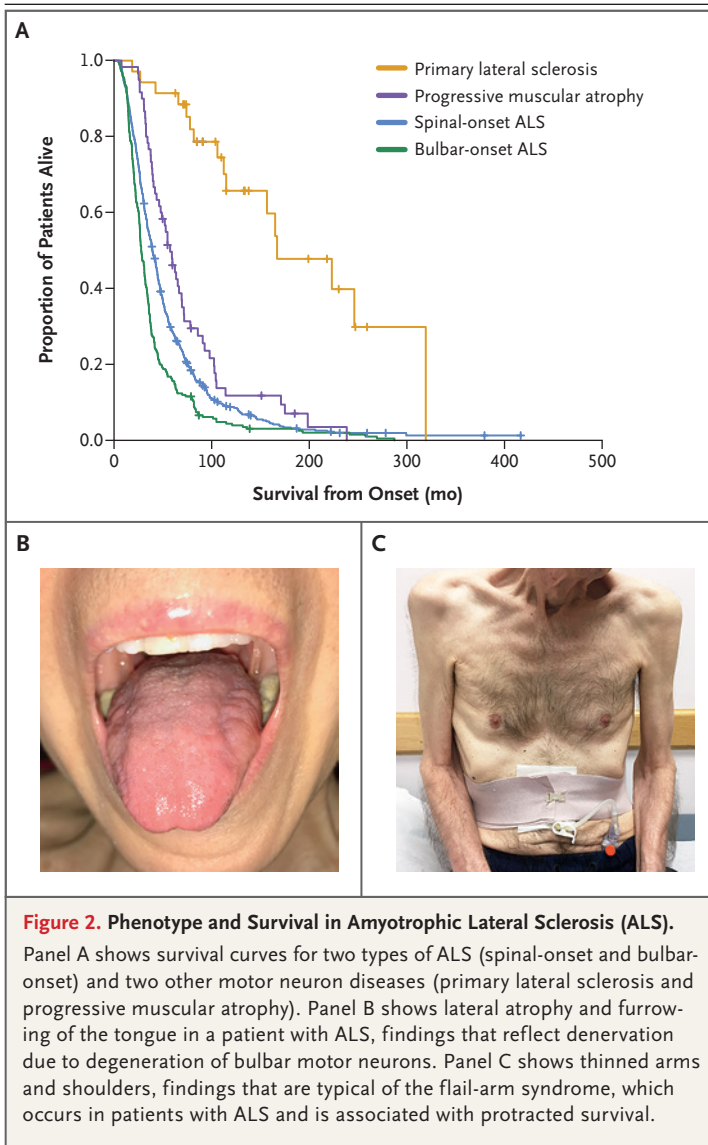 A
1.0
0.8
0.6
0.4
0.2
0.0
Proportion of Patients Alive
Primary lateral sclerosis
Progressive muscular atrophy
Spinal-onset ALS
Bulbar-onset ALS
0 100 200 300 400 500
Survival from Onset (mo)
B
C
Figure 2. Phenotype and Survival in Amyotrophic Lateral Sclerosis (ALS).
Panel A shows survival curves for two types of ALS (spinal-onset and bulbar-
onset) and two other motor neuron diseases (primary lateral sclerosis and
progressive muscular atrophy). Panel B shows lateral atrophy and furrow-
ing of the tongue in a patient with ALS, findings that reflect denervation
due to degeneration of bulbar motor neurons. Panel C shows thinned arms
and shoulders, findings that are typical of the flail-arm syndrome, which
occurs in patients with ALS and is associated with protracted survival.